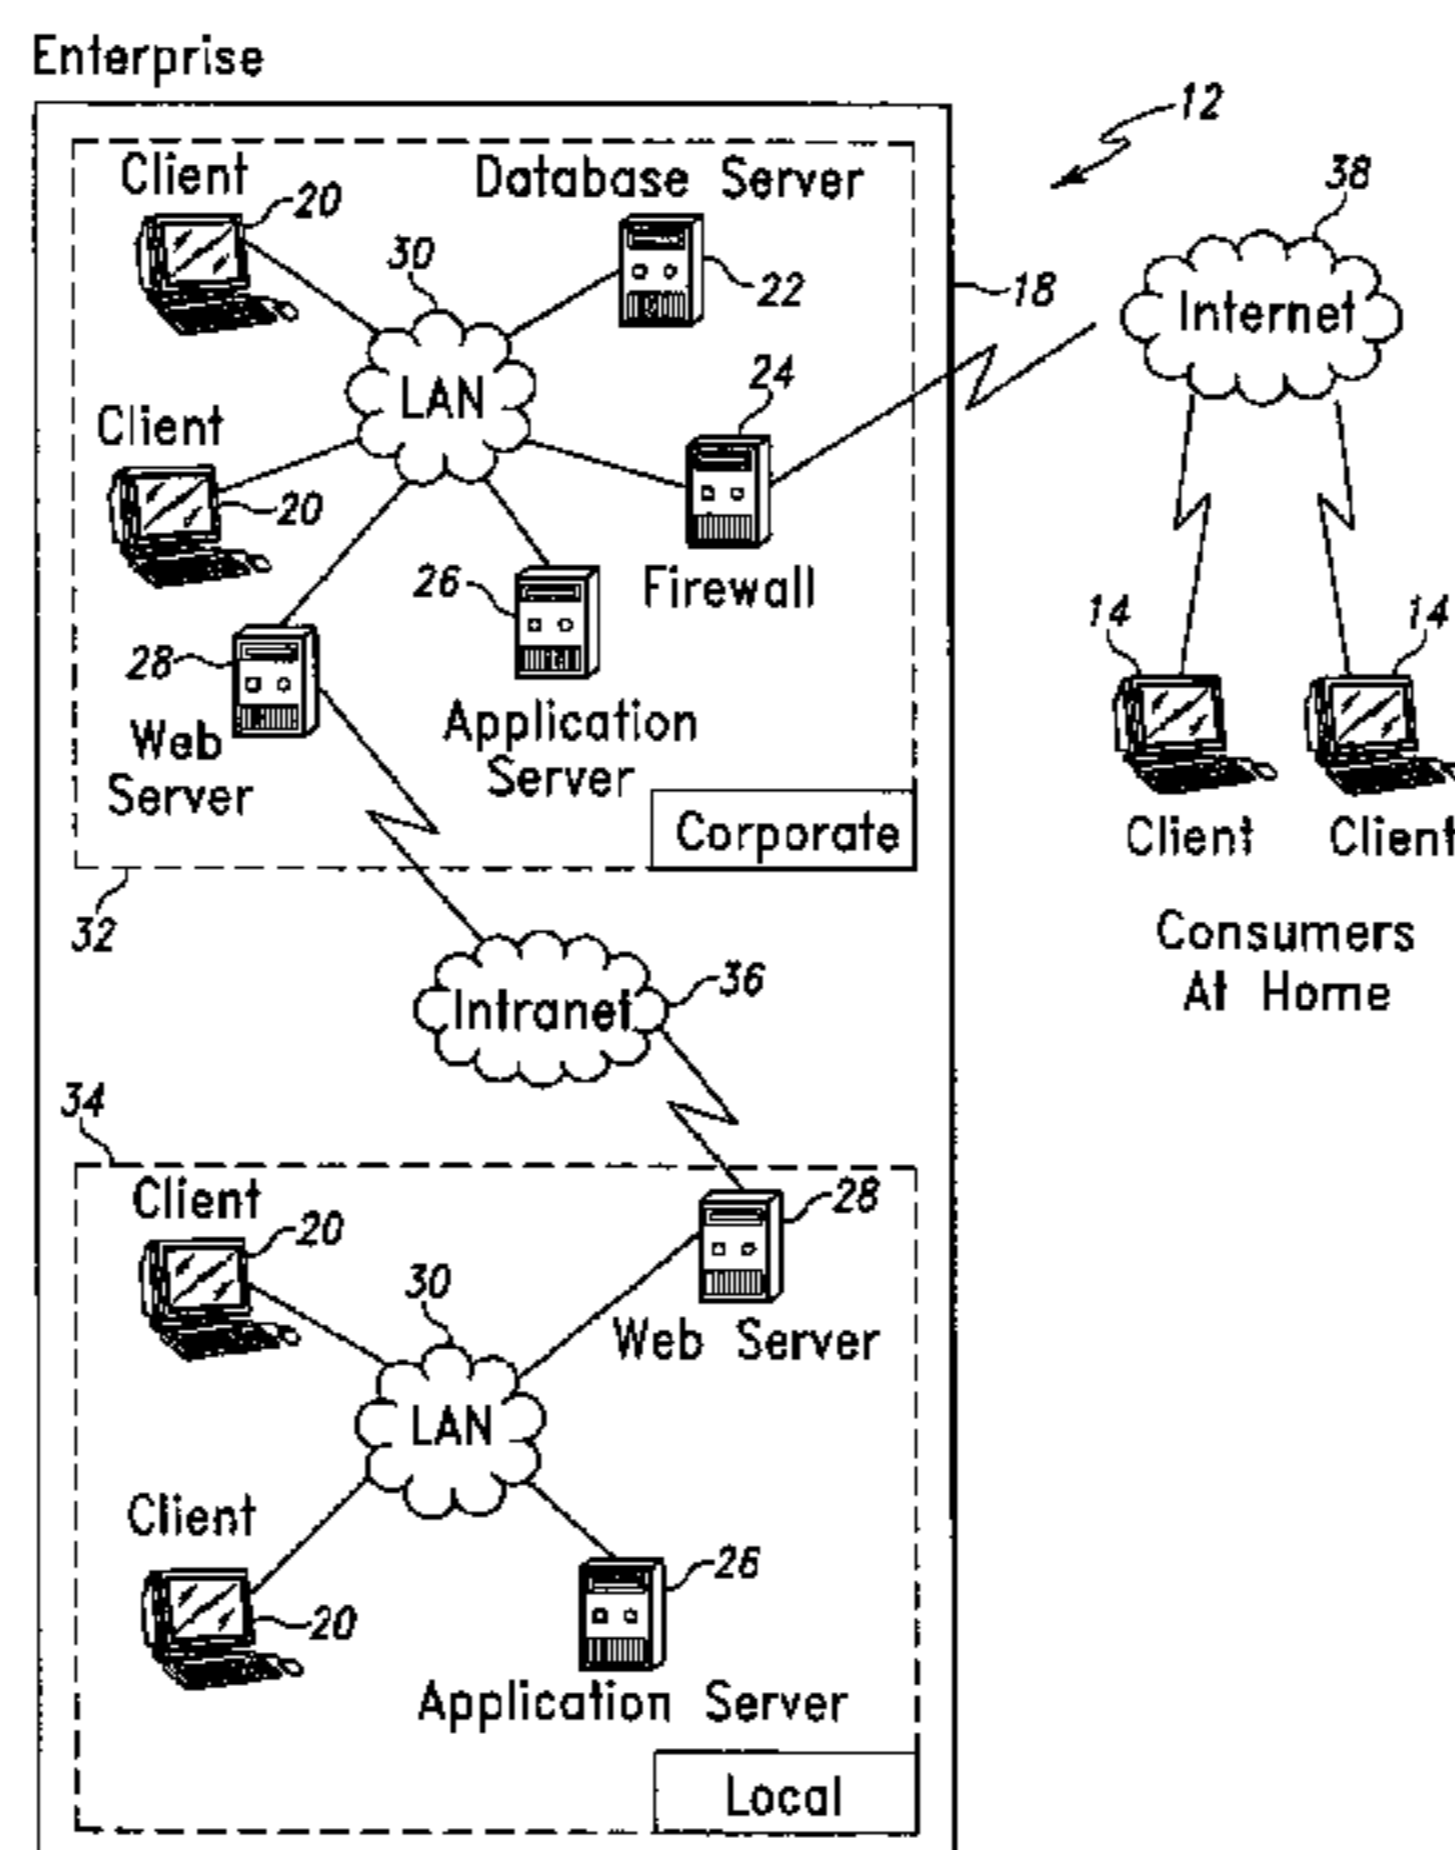 Enterprise
12
Client
20
Database Server
30
22
18
38
Internet
LAN
24
Client
20
Firewall
26
28
Web
Server
Application
Server
Corporate
14
14
Client
Client
Consumers
At Home
32
Intranet
36
34
Client
20
28
Web Server
30
LAN
Client
20
26
Application Server
Local